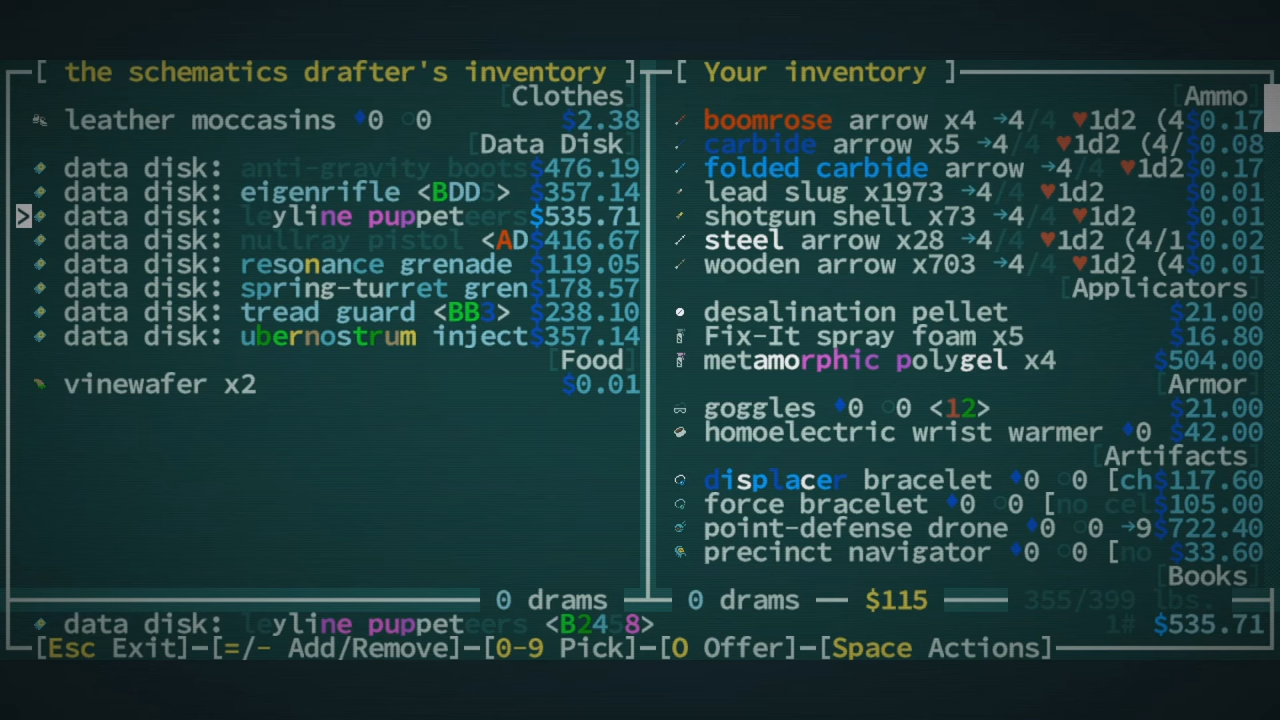 [ the schematics drafter's inventory ]
[Clothes]
leather moccasins ♦0 ○0 $2.38
[Data Disk]
data disk: anti-gravity boots $476.19
data disk: eigenrifle <BDD5> $357.14
> data disk: leyline puppeteers $535.71
data disk: nullray pistol <AD $416.67
data disk: resonance grenade $119.05
data disk: spring-turret gren $178.57
data disk: tread guard <BB3> $238.10
data disk: ubernostrum inject $357.14
[Food]
vinewafer x2 $0.01
0 drams
[ Your inventory ]
[Ammo]
boomrose arrow x4 →4/4 ♥1d2 (4 $0.17
carbide arrow x5 →4/4 ♥1d2 (4/ $0.08
folded carbide arrow →4/4 ♥1d2 $0.17
lead slug x1973 →4/4 ♥1d2 $0.01
shotgun shell x73 →4/4 ♥1d2 $0.01
steel arrow x28 →4/4 ♥1d2 (4/1 $0.02
wooden arrow x703 →4/4 ♥1d2 (4 $0.01
[Applicators]
desalination pellet $21.00
Fix-It spray foam x5 $16.80
metamorphic polygel x4 $504.00
[Armor]
goggles ♦0 ○0 <12> $21.00
homoelectric wrist warmer ♦0 $42.00
[Artifacts]
displacer bracelet ♦0 ○0 [ch $117.60
force bracelet ♦0 ○0 [no cel $105.00
point-defense drone ♦0 ○0 →9 $722.40
precinct navigator ♦0 ○0 [no $33.60
[Books]
0 drams — $115 — 355/399 lbs.
data disk: leyline puppeteers <B2458> 1# $535.71
[Esc Exit]—[=/- Add/Remove]—[0-9 Pick]—[O Offer]—[Space Actions]